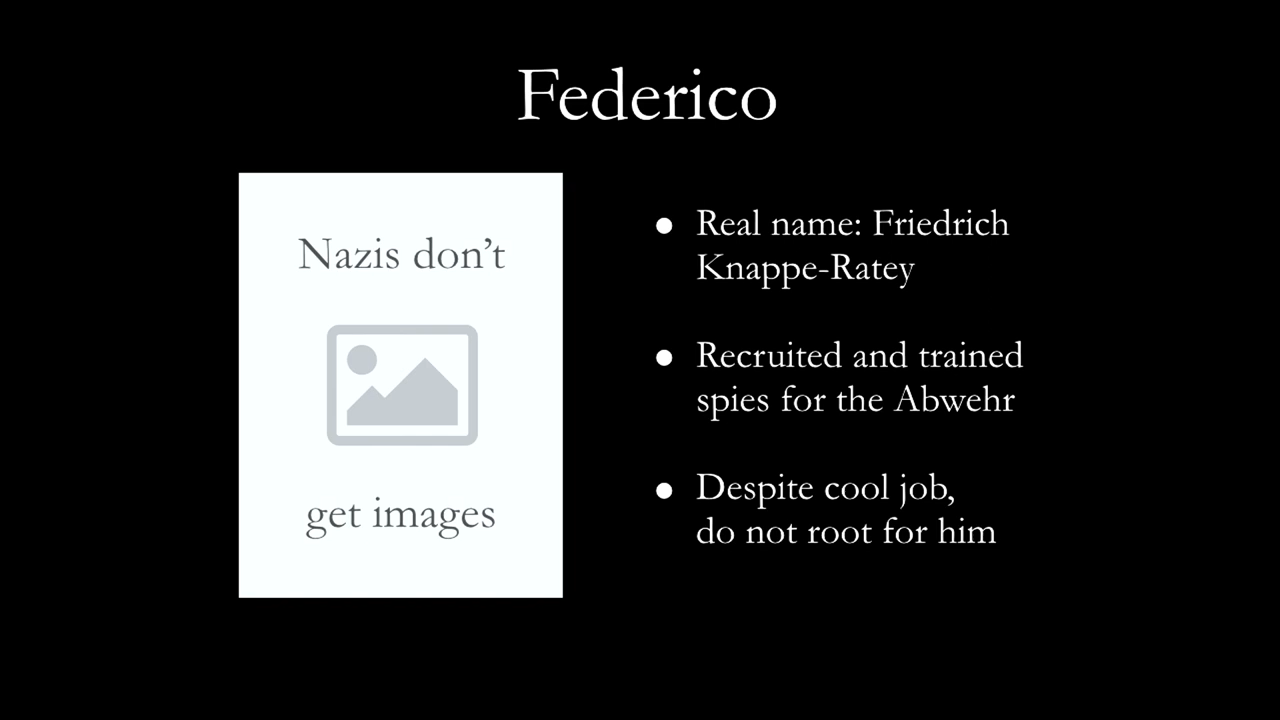 Federico
Nazis don’t
get images
● Real name: Friedrich
Knappe-Ratey
● Recruited and trained
spies for the Abwehr
● Despite cool job,
do not root for him